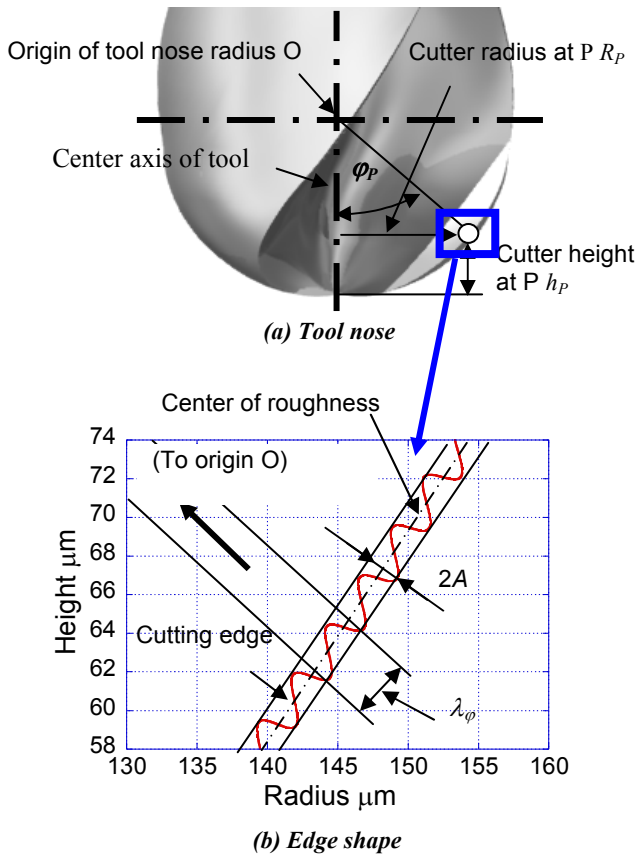 Origin of tool nose radius O
Cutter radius at P R_P
Center axis of tool
φ_P
Cutter height
at P h_P
(a) Tool nose
Center of roughness
(To origin O)
2A
Cutting edge
λ_φ
Height μm
74
72
70
68
66
64
62
60
58
130 135 140 145 150 155 160
Radius μm
(b) Edge shape